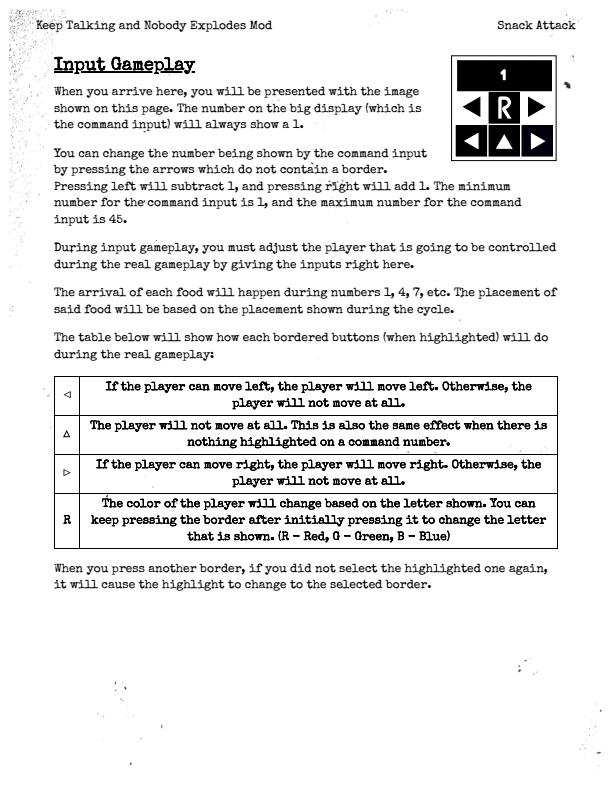 Keep Talking and Nobody Explodes Mod Snack Attack
Input Gameplay
1
◀ R ▶
◀ ▲ ▶
When you arrive here, you will be presented with the image
shown on this page. The number on the big display (which is
the command input) will always show a 1.
You can change the number being shown by the command input
by pressing the arrows which do not contain a border.
Pressing left will subtract 1, and pressing right will add 1. The minimum
number for the command input is 1, and the maximum number for the command
input is 45.
During input gameplay, you must adjust the player that is going to be controlled
during the real gameplay by giving the inputs right here.
The arrival of each food will happen during numbers 1, 4, 7, etc. The placement of
said food will be based on the placement shown during the cycle.
The table below will show how each bordered buttons (when highlighted) will do
during the real gameplay:
◁ If the player can move left, the player will move left. Otherwise, the
player will not move at all.
△ The player will not move at all. This is also the same effect when there is
nothing highlighted on a command number.
▷ If the player can move right, the player will move right. Otherwise, the
player will not move at all.
R The color of the player will change based on the letter shown. You can
keep pressing the border after initially pressing it to change the letter
that is shown. (R – Red, G – Green, B – Blue)
When you press another border, if you did not select the highlighted one again,
it will cause the highlight to change to the selected border.